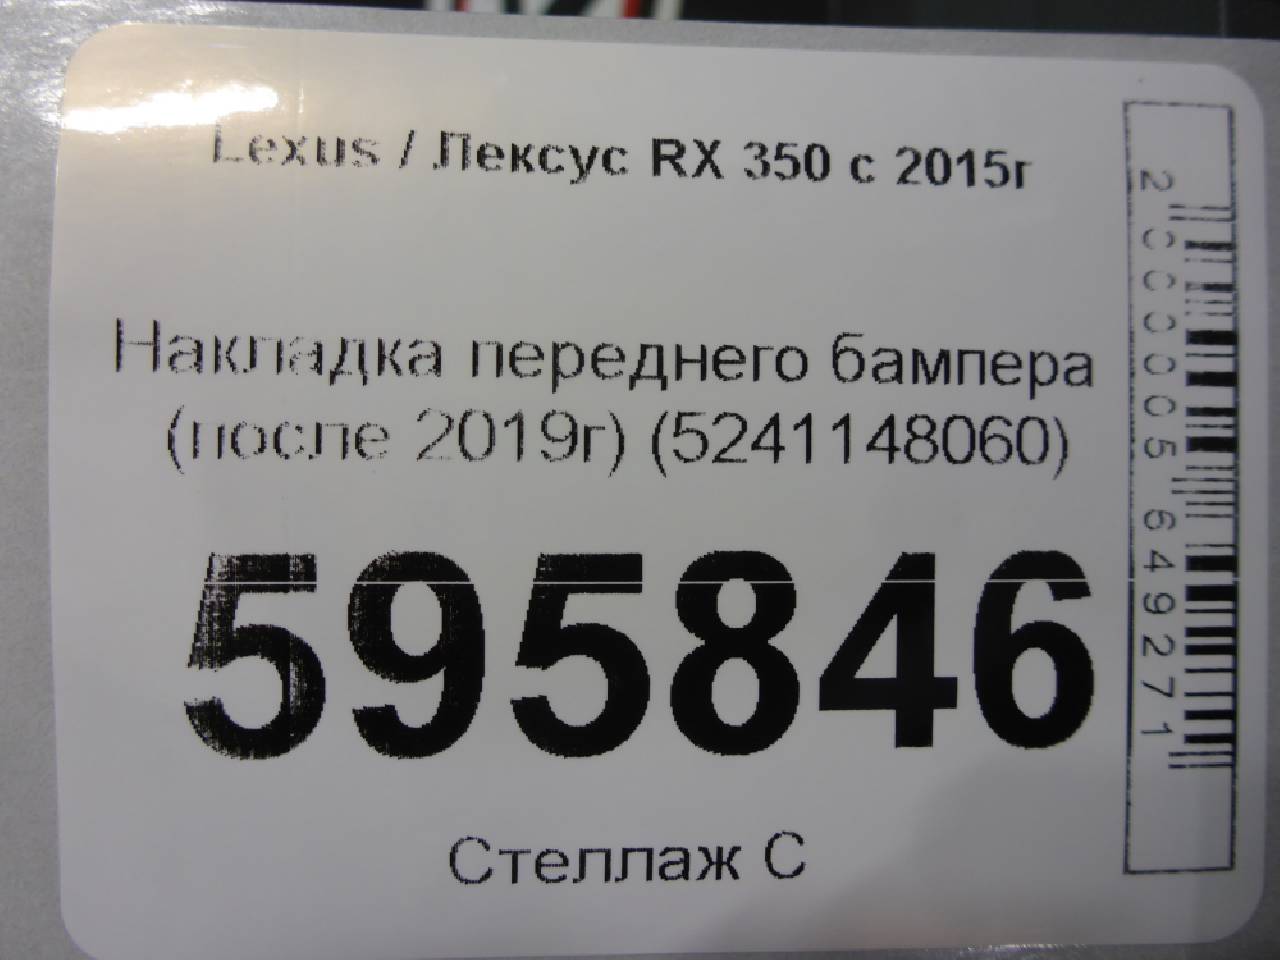 Lexus / Лексус RX 350 с 2015г
Накладка переднего бампера
(после 2019г) (5241148060)
595846
Стеллаж С
2000005649271